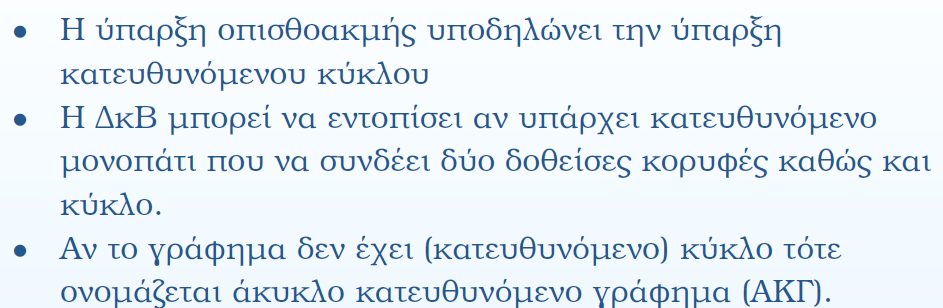 • Η ύπαρξη οπισθοακμής υποδηλώνει την ύπαρξη
κατευθυνόμενου κύκλου
• Η ΔκΒ μπορεί να εντοπίσει αν υπάρχει κατευθυνόμενο
μονοπάτι που να συνδέει δύο δοθείσες κορυφές καθώς και
κύκλο.
• Αν το γράφημα δεν έχει (κατευθυνόμενο) κύκλο τότε
ονομάζεται άκυκλο κατευθυνόμενο γράφημα (ΑΚΓ).